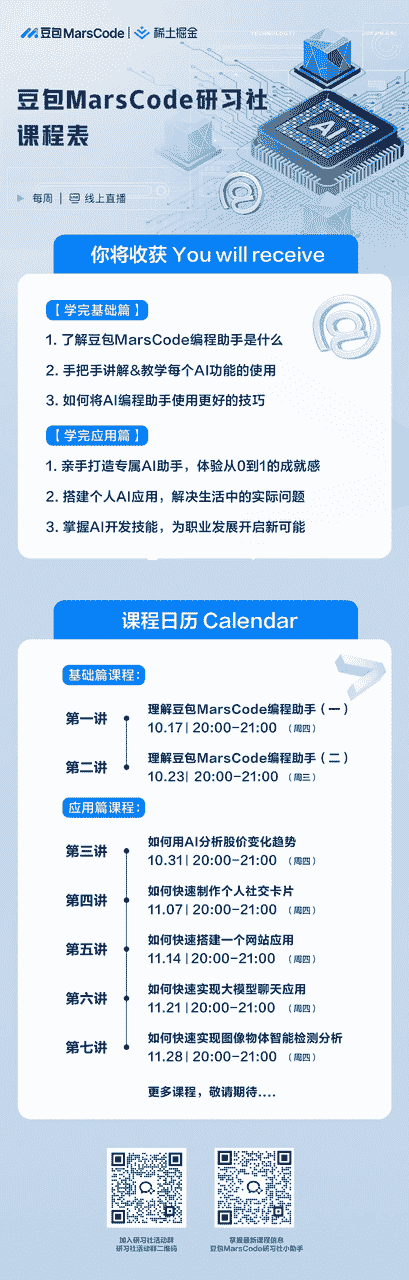 豆包MarsCode | 稀土掘金
豆包MarsCode研习社
课程表
每周 | 线上直播
AI
@
你将收获 You will receive
【 学完基础篇 】
1. 了解豆包MarsCode编程助手是什么
2. 手把手讲解&教学每个AI功能的使用
3. 如何将AI编程助手使用更好的技巧
【 学完应用篇 】
1. 亲手打造专属AI助手，体验从0到1的成就感
2. 搭建个人AI应用，解决生活中的实际问题
3. 掌握AI开发技能，为职业发展开启新可能
课程日历 Calendar
基础篇课程：
第一讲
理解豆包MarsCode编程助手（一）
10.17| 20:00-21:00 （周四）
第二讲
理解豆包MarsCode编程助手（二）
10.23| 20:00-21:00 （周三）
应用篇课程：
第三讲
如何用AI分析股价变化趋势
10.31| 20:00-21:00 （周四）
第四讲
如何快速制作个人社交卡片
11.07| 20:00-21:00 （周四）
第五讲
如何快速搭建一个网站应用
11.14| 20:00-21:00 （周四）
第六讲
如何快速实现大模型聊天应用
11.21| 20:00-21:00 （周四）
第七讲
如何快速实现图像物体智能检测分析
11.28| 20:00-21:00 （周四）
更多课程，敬请期待....
加入研习社活动群
研习社活动群二维码
掌握最新课程信息
豆包MarsCode研习社小助手